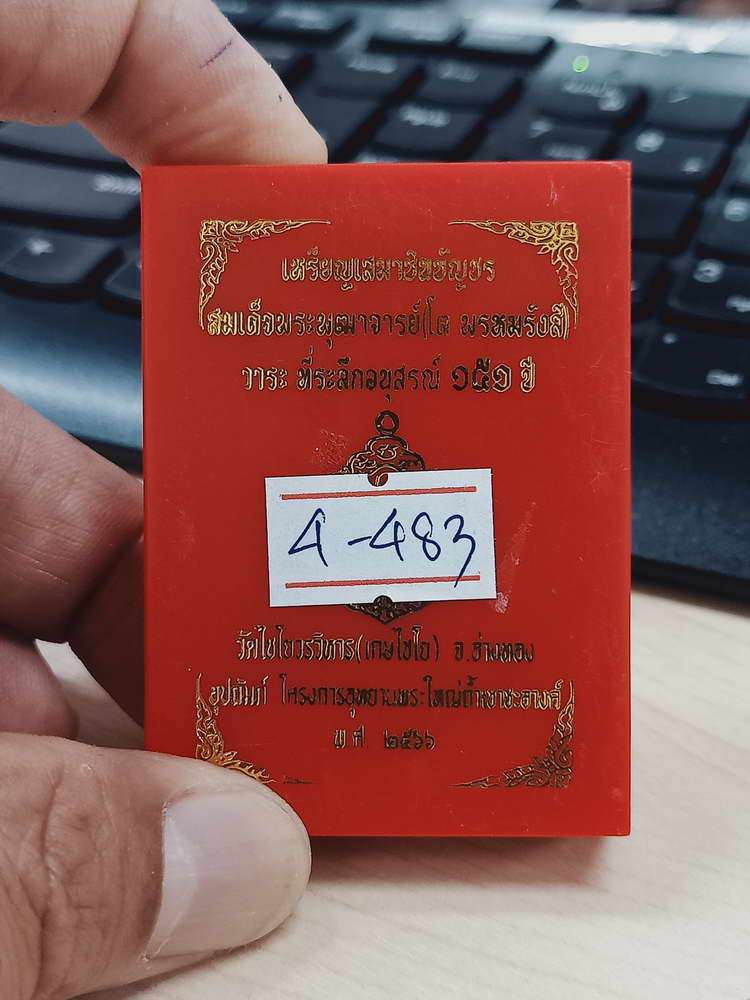 เหรียญเสมาชินบัญชร
สมเด็จพระพุฒาจารย์(โต พรหมรังสี)
วาระ ที่ระลึกอนุสรณ์ ๑๕๑ ปี
4-483
วัดไชโยวรวิหาร(เกษไชโย) จ.อ่างทอง
อุปถัมภ์ โครงการอุทยานพระใหญ่ถ้ำเขาชะอางค์
พ.ศ. ๒๕๖๖